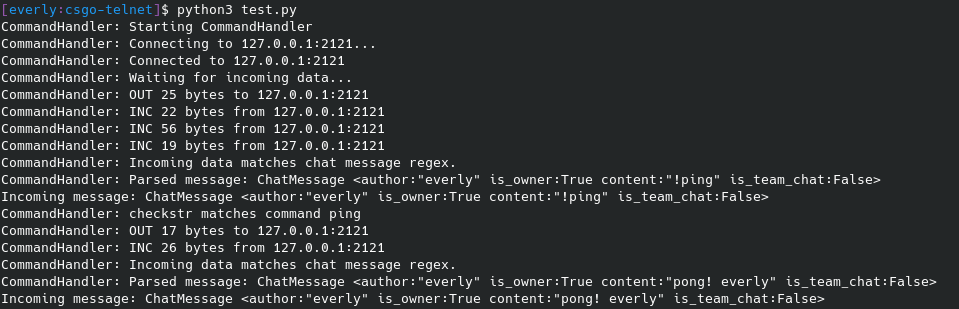 [everly:csgo-telnet]$ python3 test.py
CommandHandler: Starting CommandHandler
CommandHandler: Connecting to 127.0.0.1:2121...
CommandHandler: Connected to 127.0.0.1:2121
CommandHandler: Waiting for incoming data...
CommandHandler: OUT 25 bytes to 127.0.0.1:2121
CommandHandler: INC 22 bytes from 127.0.0.1:2121
CommandHandler: INC 56 bytes from 127.0.0.1:2121
CommandHandler: INC 19 bytes from 127.0.0.1:2121
CommandHandler: Incoming data matches chat message regex.
CommandHandler: Parsed message: ChatMessage <author:"everly" is_owner:True content:"!ping" is_team_chat:False>
Incoming message: ChatMessage <author:"everly" is_owner:True content:"!ping" is_team_chat:False>
CommandHandler: checkstr matches command ping
CommandHandler: OUT 17 bytes to 127.0.0.1:2121
CommandHandler: INC 26 bytes from 127.0.0.1:2121
CommandHandler: Incoming data matches chat message regex.
CommandHandler: Parsed message: ChatMessage <author:"everly" is_owner:True content:"pong! everly" is_team_chat:False>
Incoming message: ChatMessage <author:"everly" is_owner:True content:"pong! everly" is_team_chat:False>